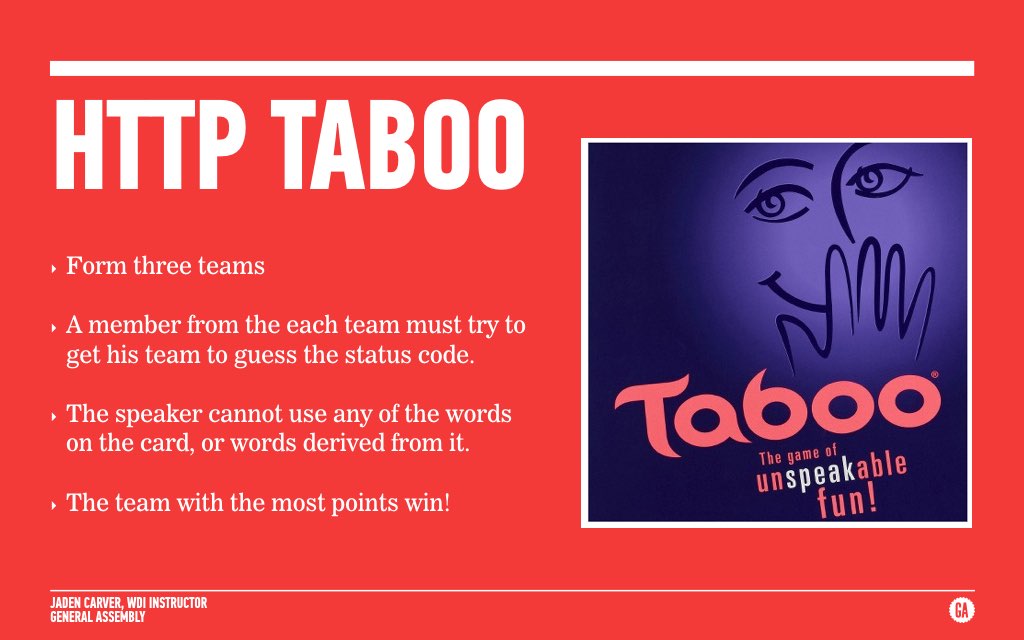 HTTP TABOO
‣ Form three teams
‣ A member from the each team must try to
get his team to guess the status code.
‣ The speaker cannot use any of the words
on the card, or words derived from it.
‣ The team with the most points win!
Taboo®
The game of
unspeakable
fun!
JADEN CARVER, WDI INSTRUCTOR
GENERAL ASSEMBLY
GA